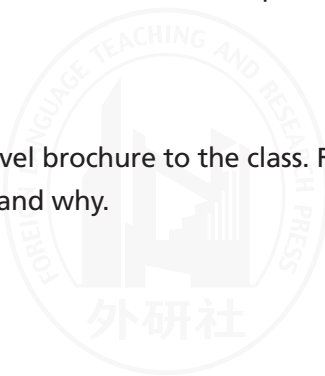 vel brochure to the class. F
and why.
FOREIGN LANGUAGE TEACHING AND RESEARCH PRESS
外研社